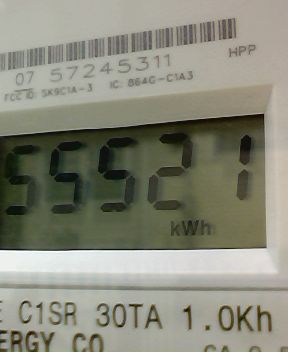 07 57245311
HPP
FCC ID: SK9C1A-3 IC: 864G-C1A3
55521
kWh
C1SR 30TA 1.0Kh
ERGY CO